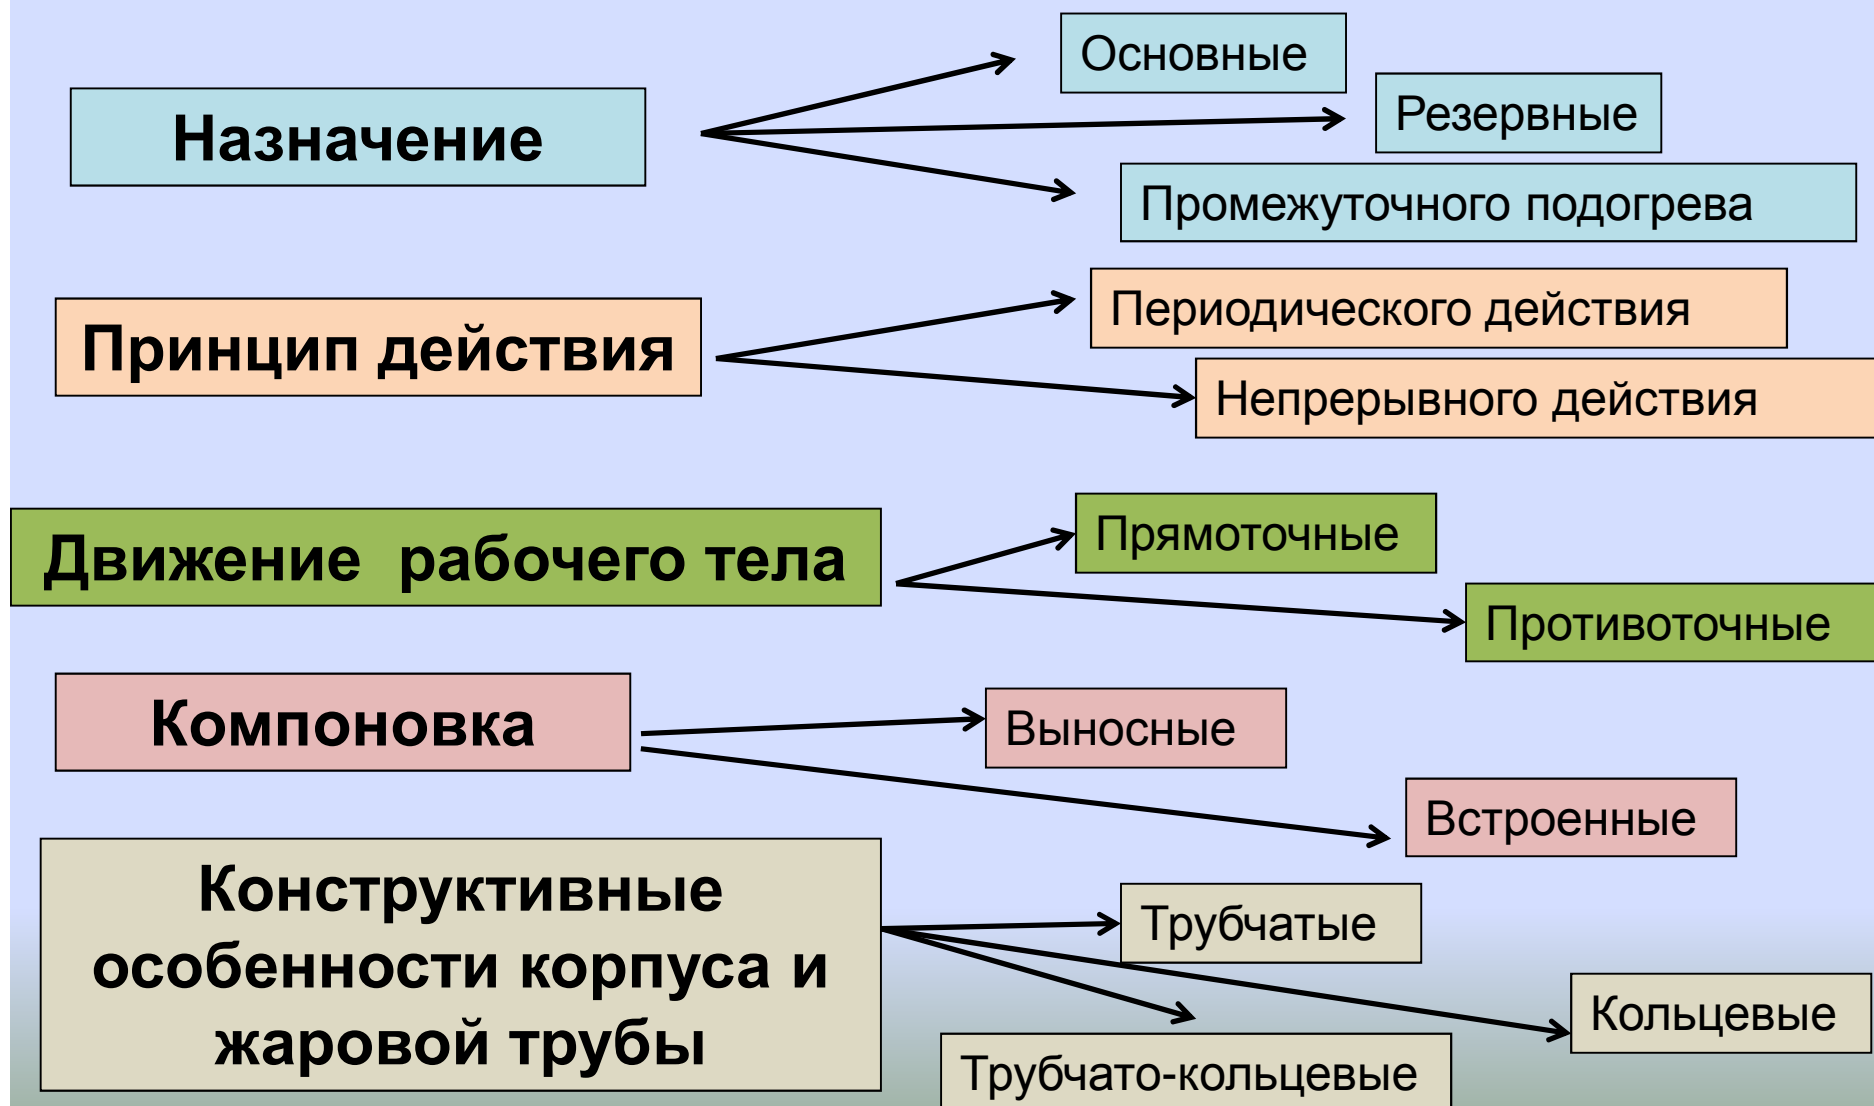 Назначение
Основные
Резервные
Промежуточного подогрева
Принцип действия
Периодического действия
Непрерывного действия
Движение рабочего тела
Прямоточные
Противоточные
Компоновка
Выносные
Встроенные
Конструктивные
особенности корпуса и
жаровой трубы
Трубчатые
Кольцевые
Трубчато-кольцевые